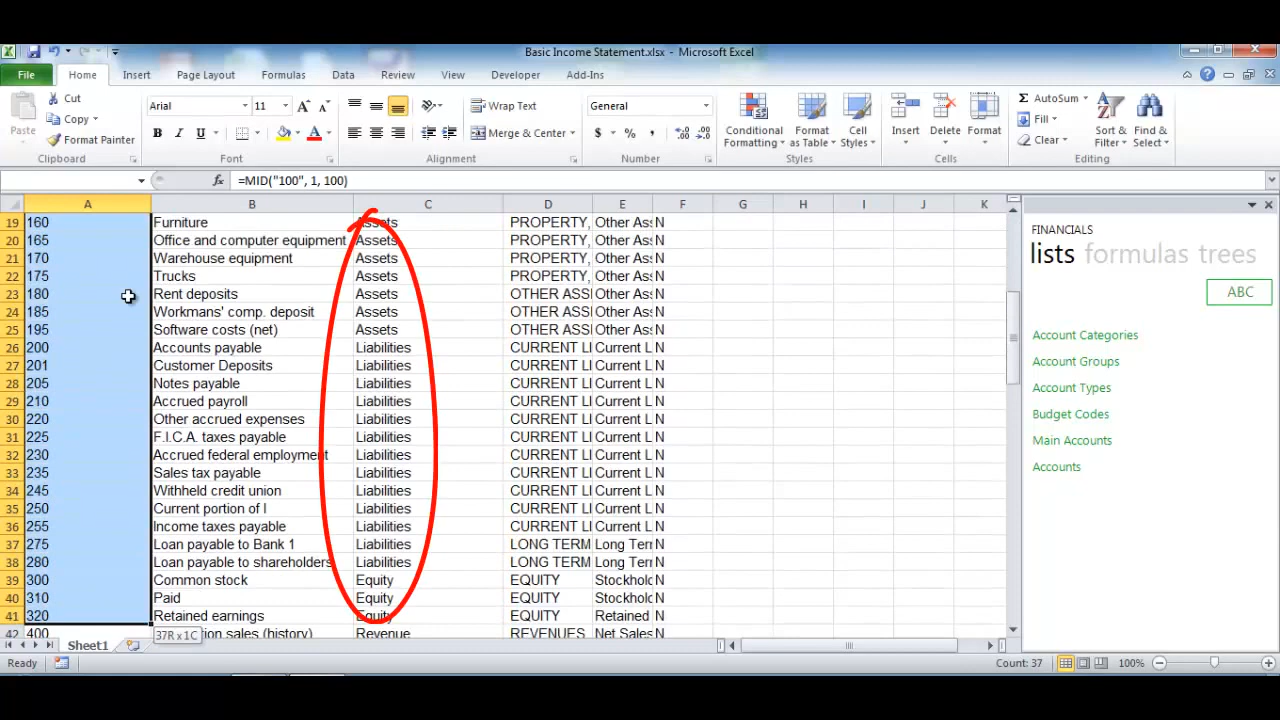 Basic Income Statement.xlsx - Microsoft Excel
File Home Insert Page Layout Formulas Data Review View Developer Add-Ins
Paste Cut Copy Format Painter Clipboard
Arial 11 B I U Font
Wrap Text Merge & Center Alignment
General $ % , Number
Conditional Formatting Format as Table Cell Styles Styles
Insert Delete Format Cells
Σ AutoSum Fill Clear Sort & Filter Find & Select Editing
fx =MID("100", 1, 100)
A B C D E F G H I J K
19 160 Furniture Assets PROPERTY, Other Ass N
20 165 Office and computer equipment Assets PROPERTY, Other Ass N
21 170 Warehouse equipment Assets PROPERTY, Other Ass N
22 175 Trucks Assets PROPERTY, Other Ass N
23 180 Rent deposits Assets OTHER ASS Other Ass N
24 185 Workmans' comp. deposit Assets OTHER ASS Other Ass N
25 195 Software costs (net) Assets OTHER ASS Other Ass N
26 200 Accounts payable Liabilities CURRENT LI Current L N
27 201 Customer Deposits Liabilities CURRENT LI Current L N
28 205 Notes payable Liabilities CURRENT LI Current L N
29 210 Accrued payroll Liabilities CURRENT LI Current L N
30 220 Other accrued expenses Liabilities CURRENT LI Current L N
31 225 F.I.C.A. taxes payable Liabilities CURRENT LI Current L N
32 230 Accrued federal employment Liabilities CURRENT LI Current L N
33 235 Sales tax payable Liabilities CURRENT LI Current L N
34 245 Withheld credit union Liabilities CURRENT LI Current L N
35 250 Current portion of l Liabilities CURRENT LI Current L N
36 255 Income taxes payable Liabilities CURRENT LI Current L N
37 275 Loan payable to Bank 1 Liabilities LONG TERM Long Ter N
38 280 Loan payable to shareholders Liabilities LONG TERM Long Ter N
39 300 Common stock Equity EQUITY Stockhol N
40 310 Paid Equity EQUITY Stockhol N
41 320 Retained earnings Equity EQUITY Retained N
42 400 sales (history) Revenue REVENUES Net Sales N
37R x 1C
Sheet1
Ready Count: 37 100%
FINANCIALS
lists formulas trees
ABC
Account Categories
Account Groups
Account Types
Budget Codes
Main Accounts
Accounts